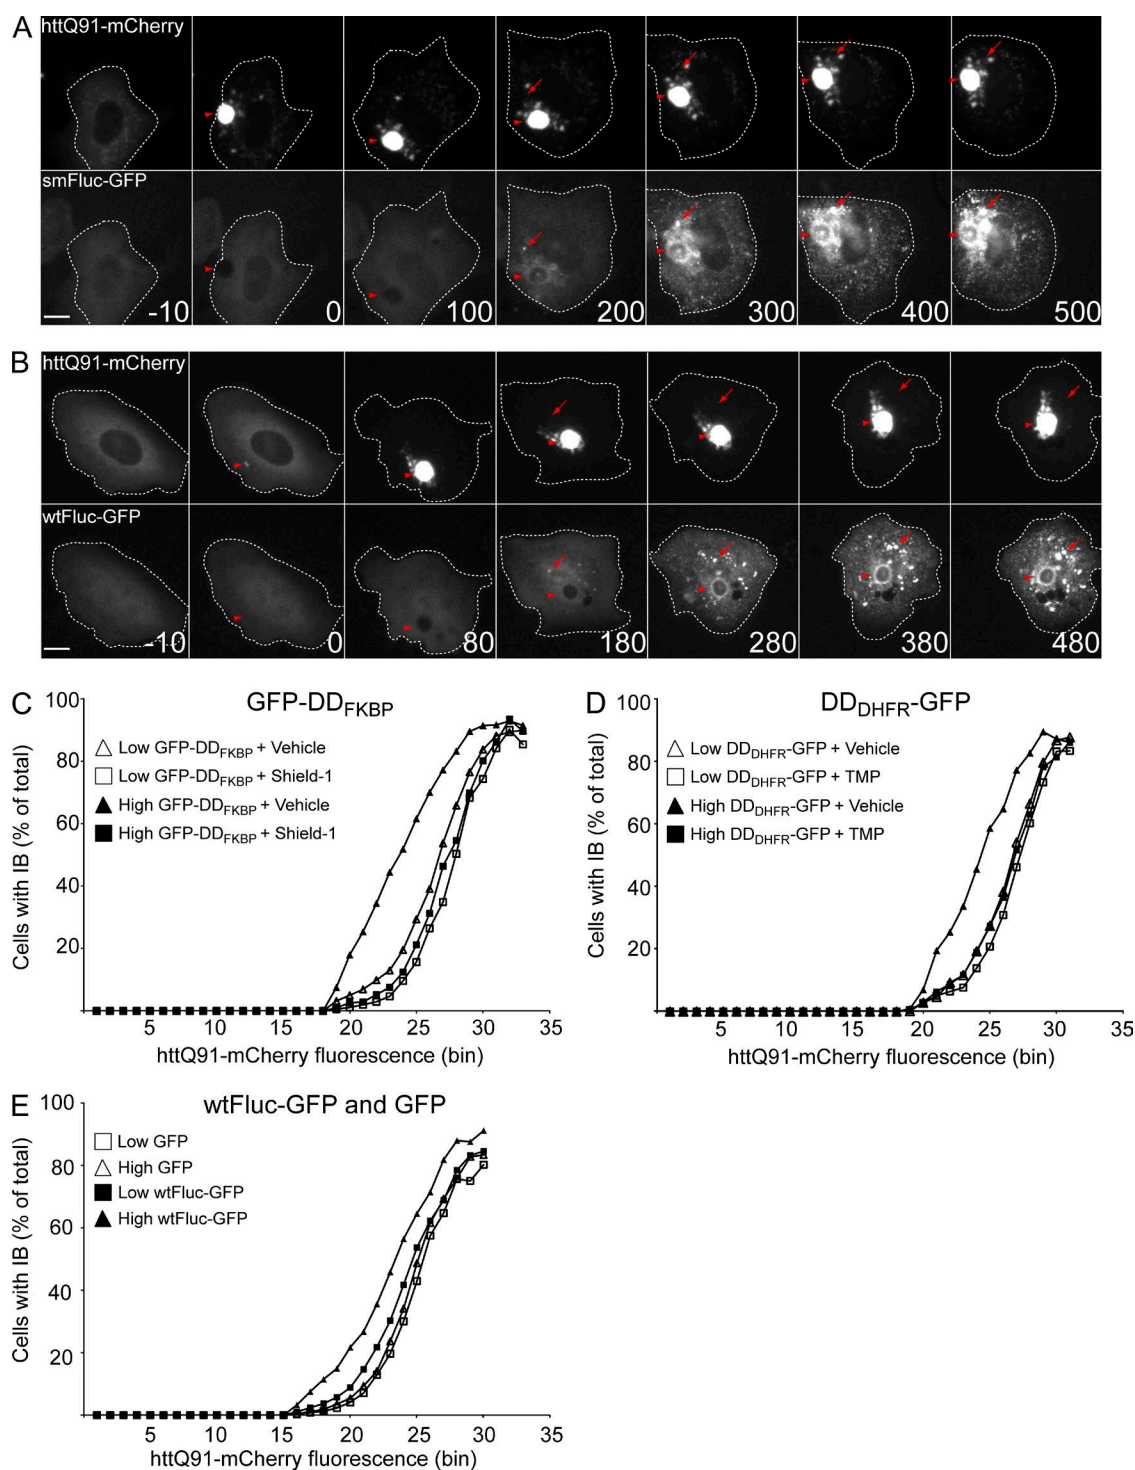 A
httQ91-mCherry
smFluc-GFP
-10 0 100 200 300 400 500
B
httQ91-mCherry
wtFluc-GFP
-10 0 80 180 280 380 480
C
GFP-DDFKBP
Low GFP-DDFKBP + Vehicle
Low GFP-DDFKBP + Shield-1
High GFP-DDFKBP + Vehicle
High GFP-DDFKBP + Shield-1
Cells with IB (% of total)
100
80
60
40
20
5 10 15 20 25 30 35
httQ91-mCherry fluorescence (bin)
D
DDDHFR-GFP
Low DDDHFR-GFP + Vehicle
Low DDDHFR-GFP + TMP
High DDDHFR-GFP + Vehicle
High DDDHFR-GFP + TMP
Cells with IB (% of total)
100
80
60
40
20
5 10 15 20 25 30 35
httQ91-mCherry fluorescence (bin)
E
wtFluc-GFP and GFP
Low GFP
High GFP
Low wtFluc-GFP
High wtFluc-GFP
Cells with IB (% of total)
100
80
60
40
20
5 10 15 20 25 30 35
httQ91-mCherry fluorescence (bin)